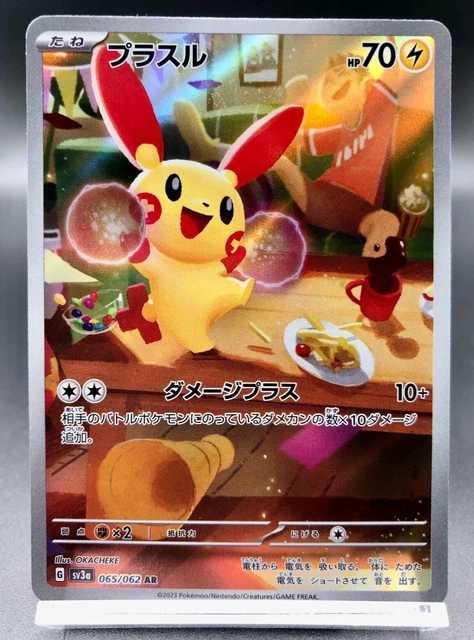 たね プラスル HP70
TAIPA
ダメージプラス 10+
相手のバトルポケモンにのっているダメカンの数×10ダメージ
追加。
弱点 ×2 抵抗力 にげる
Illus. OKACHEKE
G sv3a 065/062 AR
電柱から 電気を 吸い取る。 体に ためた
電気を ショートさせて 音を 出す。
©2023 Pokémon/Nintendo/Creatures/GAME FREAK.